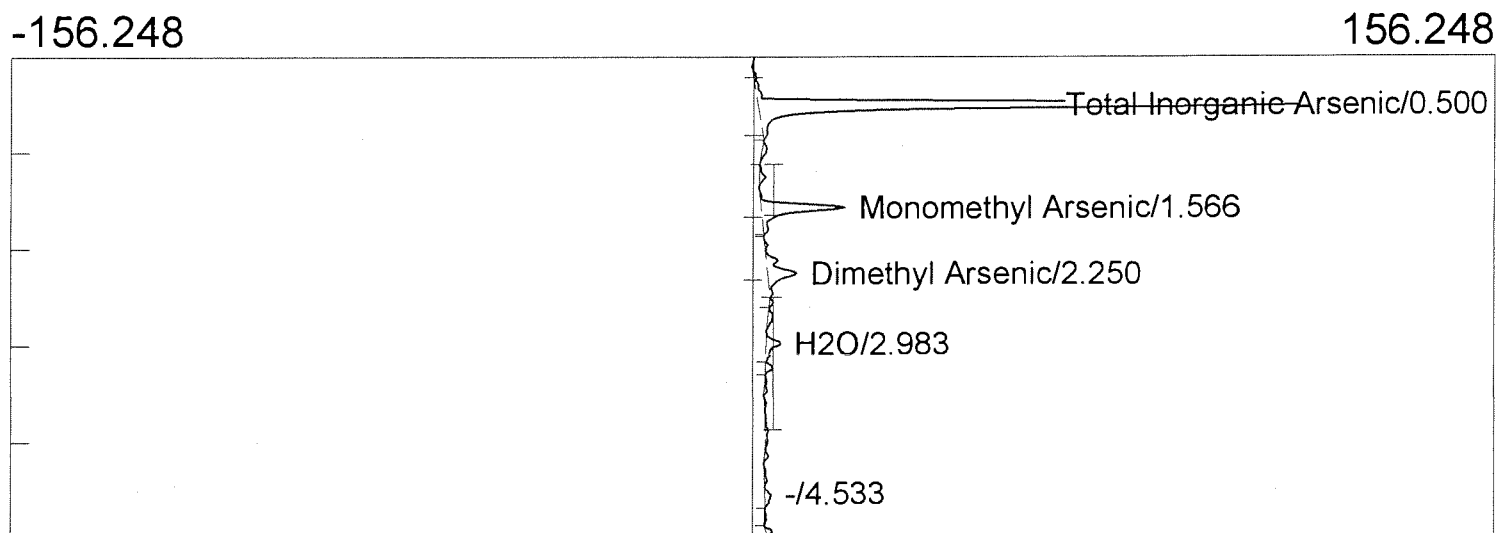 -156.248 156.248
Total Inorganic Arsenic/0.500
Monomethyl Arsenic/1.566
Dimethyl Arsenic/2.250
H2O/2.983
-/4.533